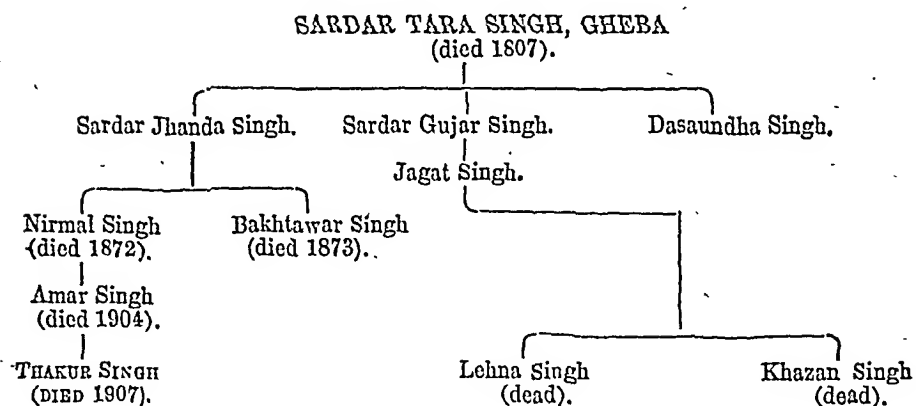 SARDAR TARA SINGH, GHEBA
(died 1807).
Sardar Jhanda Singh. Sardar Gujar Singh. Dasaundha Singh.
Jagat Singh.
Nirmal Singh Bakhtawar Singh
(died 1872). (died 1873).
Amar Singh
(died 1904).
THAKUR SINGH Lehna Singh Khazan Singh
(DIED 1907). (dead). (dead).